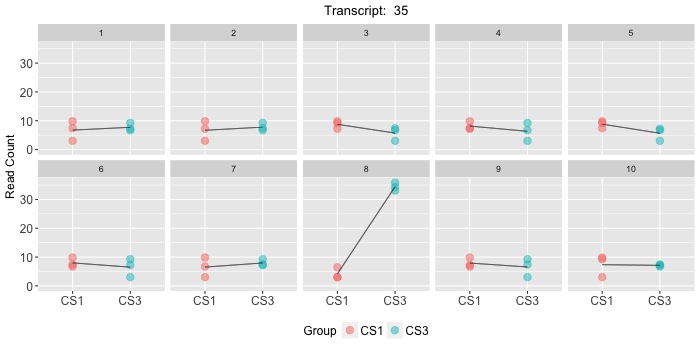 Transcript: 35
1 2 3 4 5
30
20
10
0
6 7 8 9 10
30
20
10
0
Read Count
CS1 CS3 CS1 CS3 CS1 CS3 CS1 CS3 CS1 CS3
Group CS1 CS3